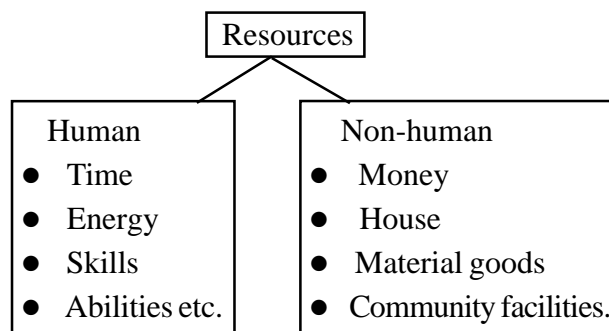 Resources
Human
● Time
● Energy
● Skills
● Abilities etc.
Non-human
● Money
● House
● Material goods
● Community facilities.